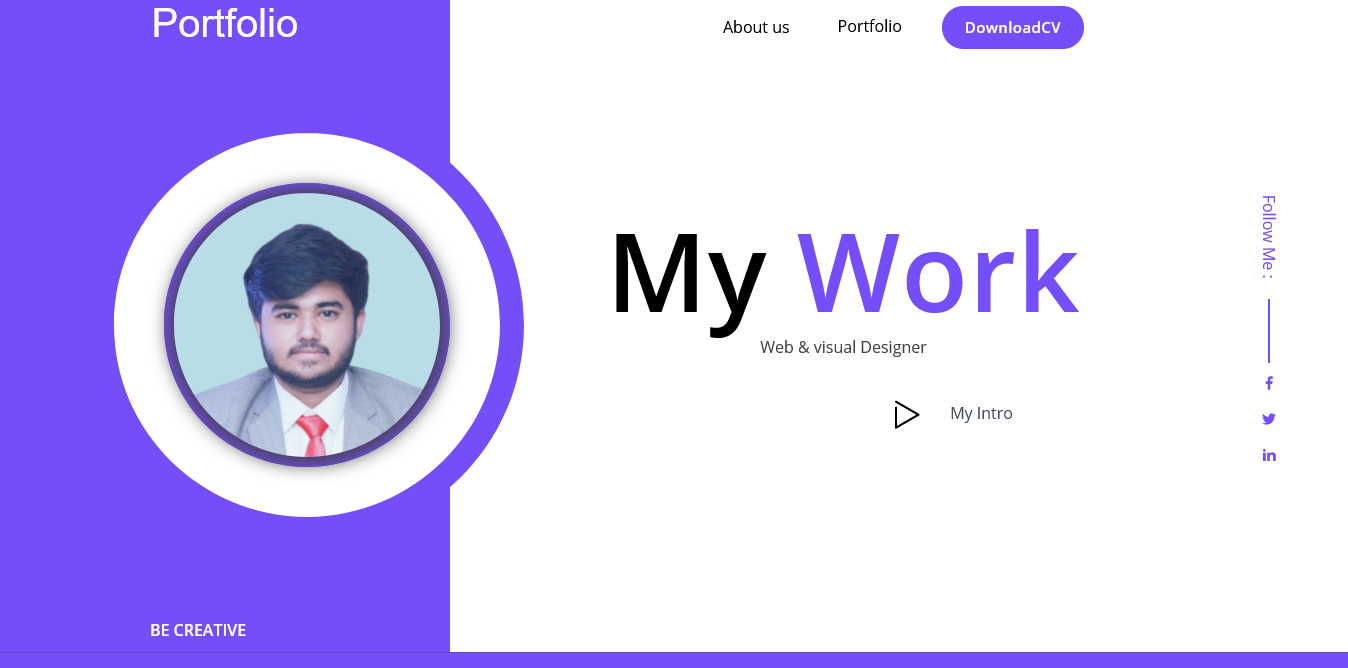 Portfolio
About us
Portfolio
DownloadCV
My Work
Web & visual Designer
My Intro
Follow Me :
BE CREATIVE